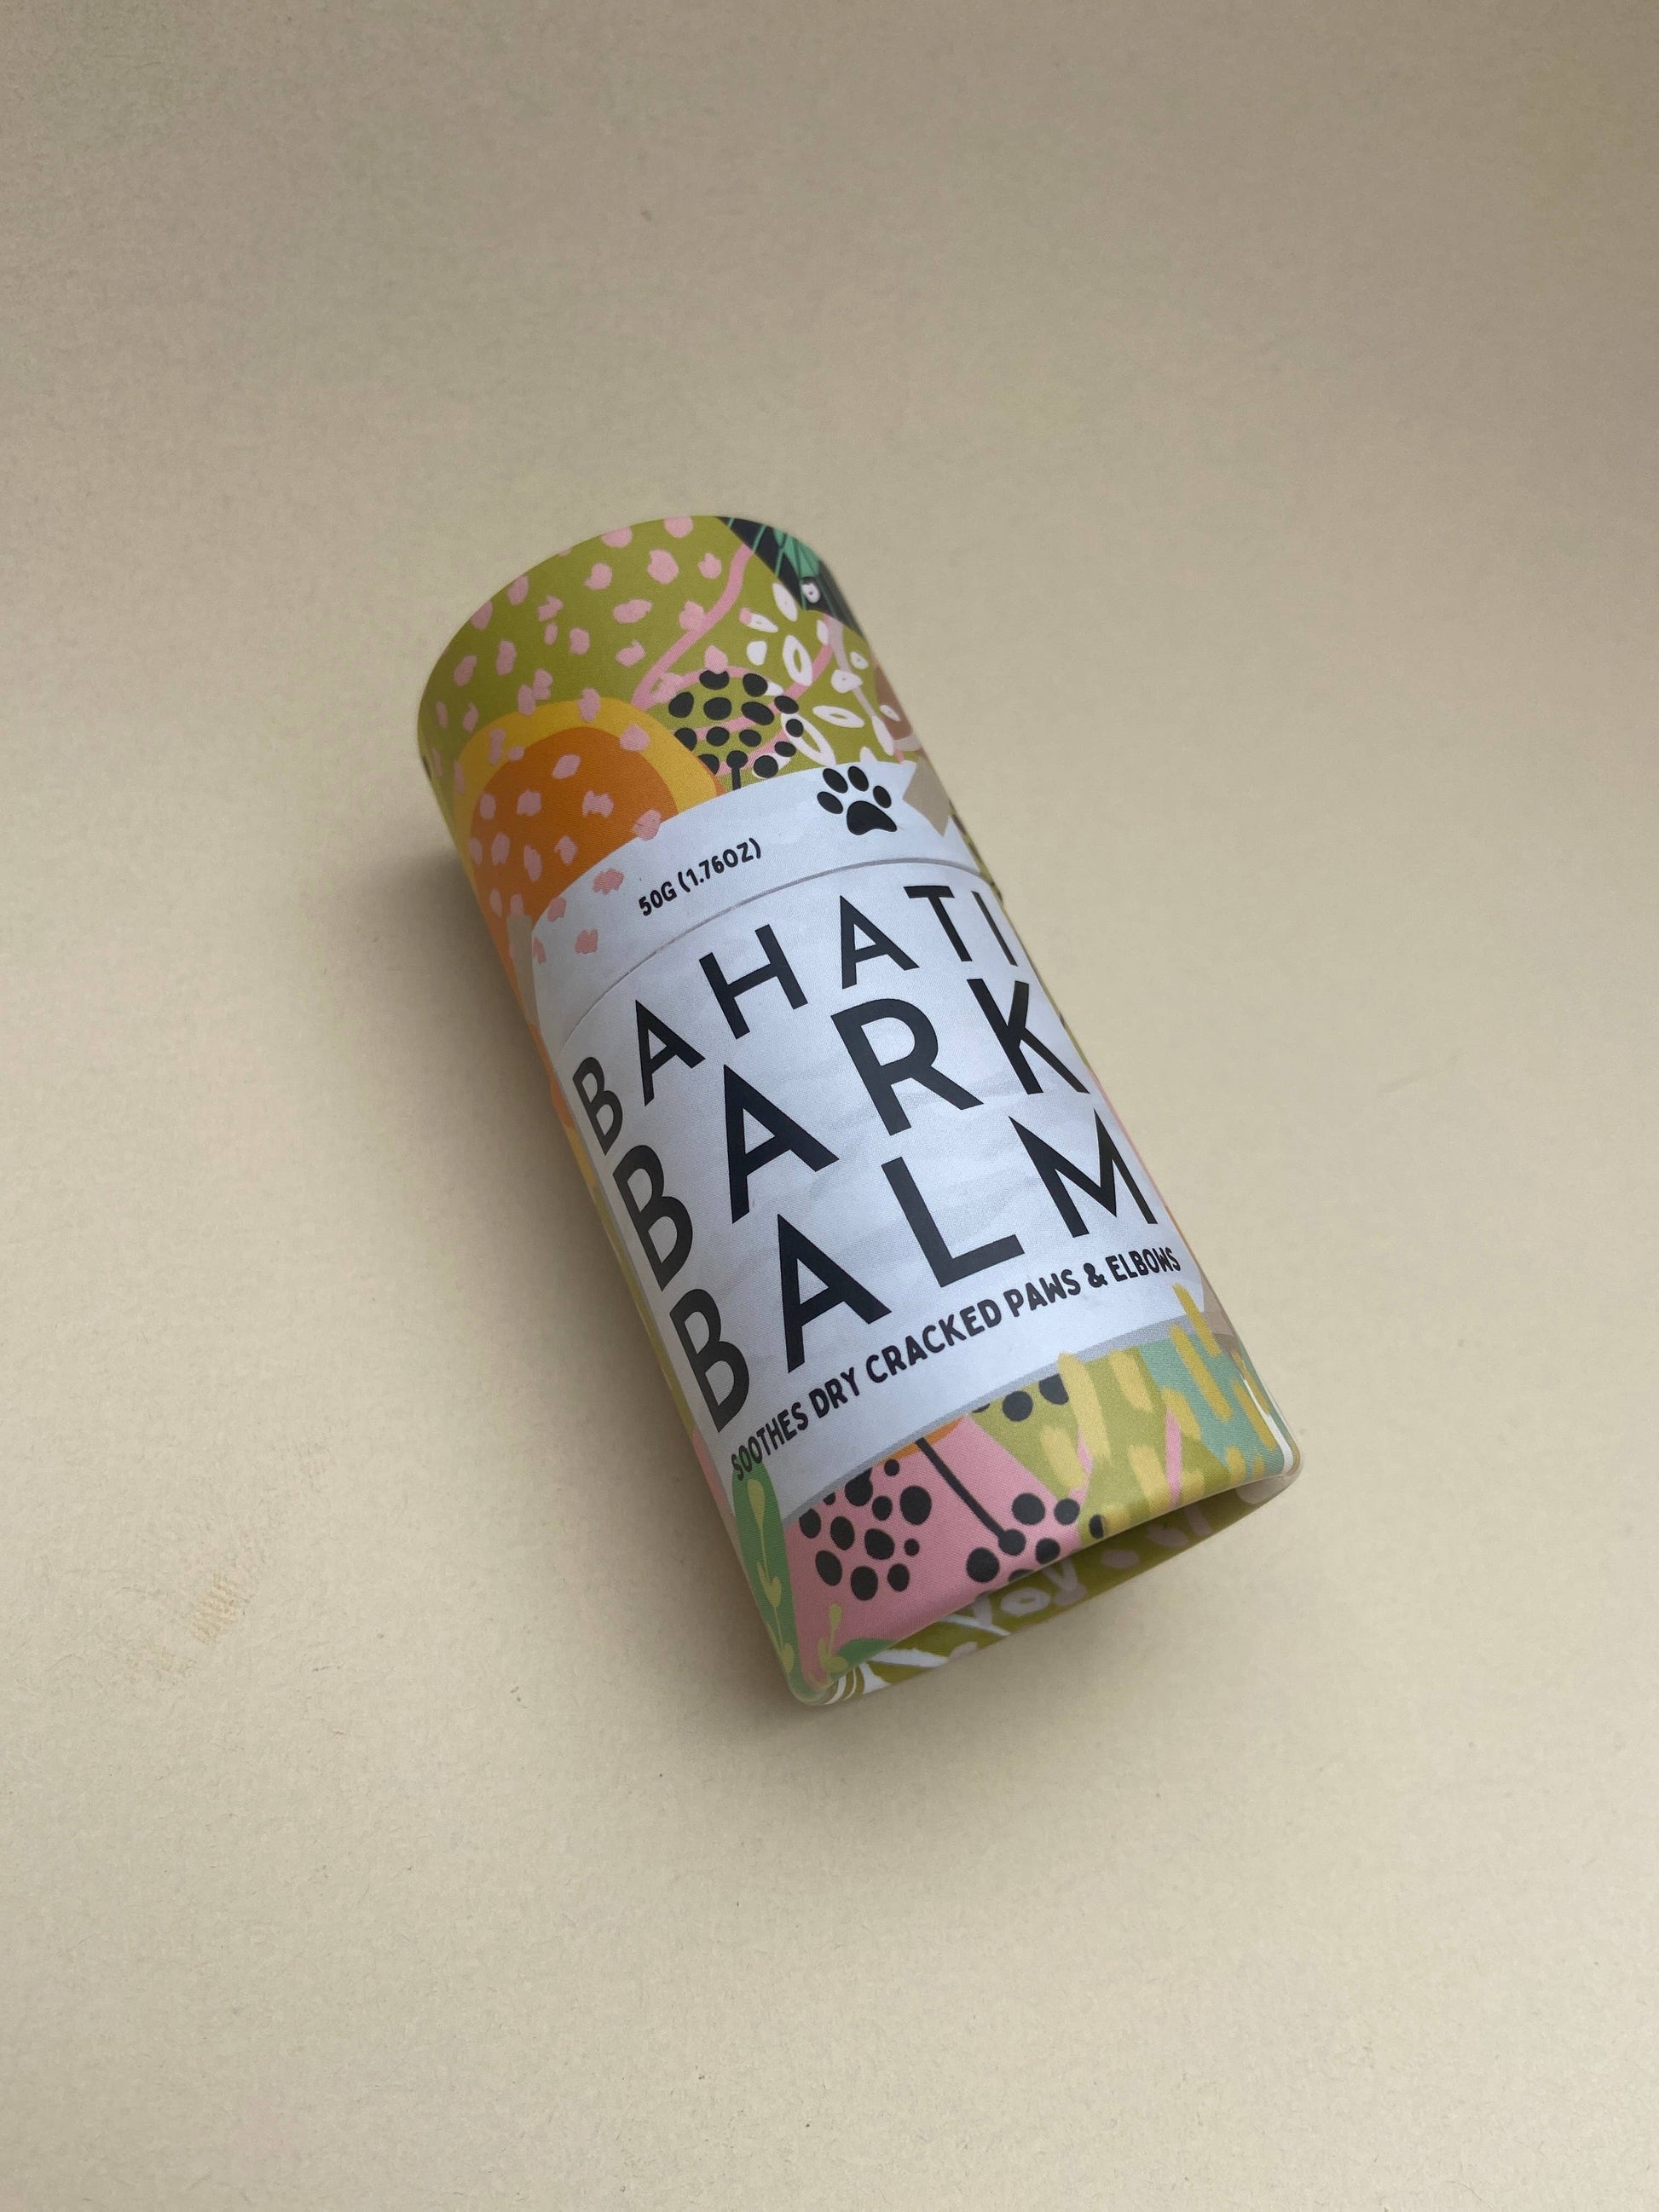 50G (1.76OZ)
BAHATI
BARK
BALM
SOOTHES DRY CRACKED PAWS & ELBOWS